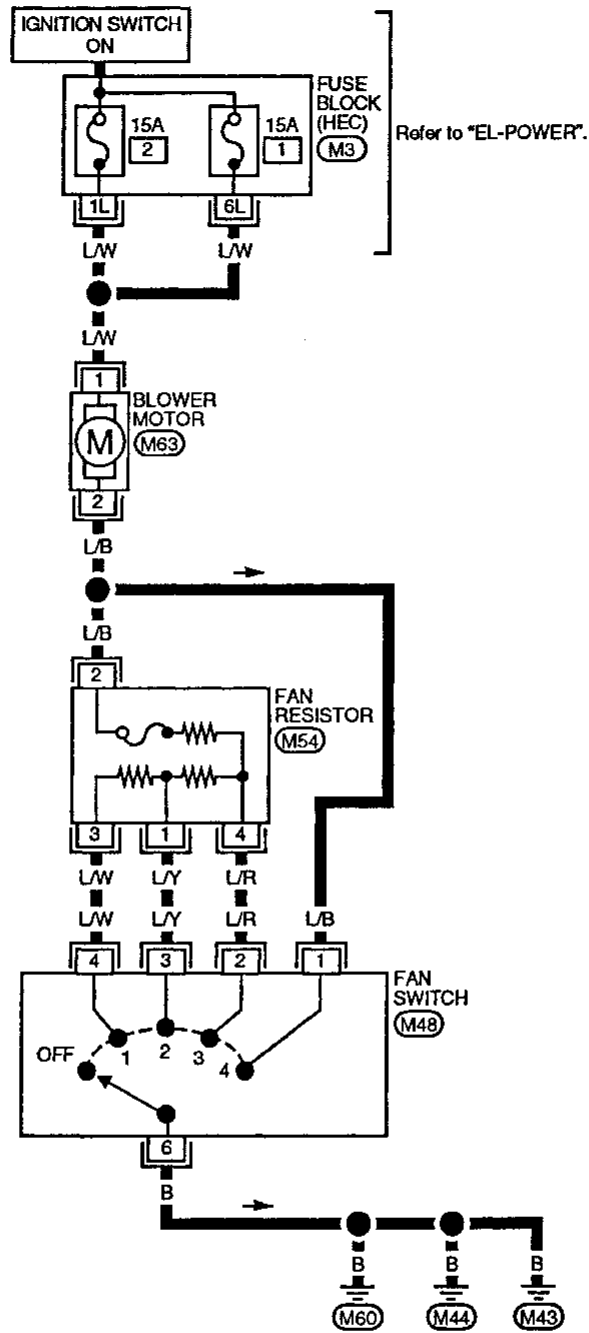 IGNITION SWITCH
ON
FUSE
BLOCK
(HEC)
M3
15A
2
15A
1
Refer to "EL-POWER".
1L
6L
L/W
L/W
L/W
1
BLOWER
MOTOR
M63
M
2
L/B
L/B
2
FAN
RESISTOR
M54
3
1
4
L/W
L/Y
L/R
L/W
L/Y
L/R
L/B
4
3
2
1
FAN
SWITCH
M48
OFF
1
2
3
4
6
B
B
B
B
M60
M44
M43